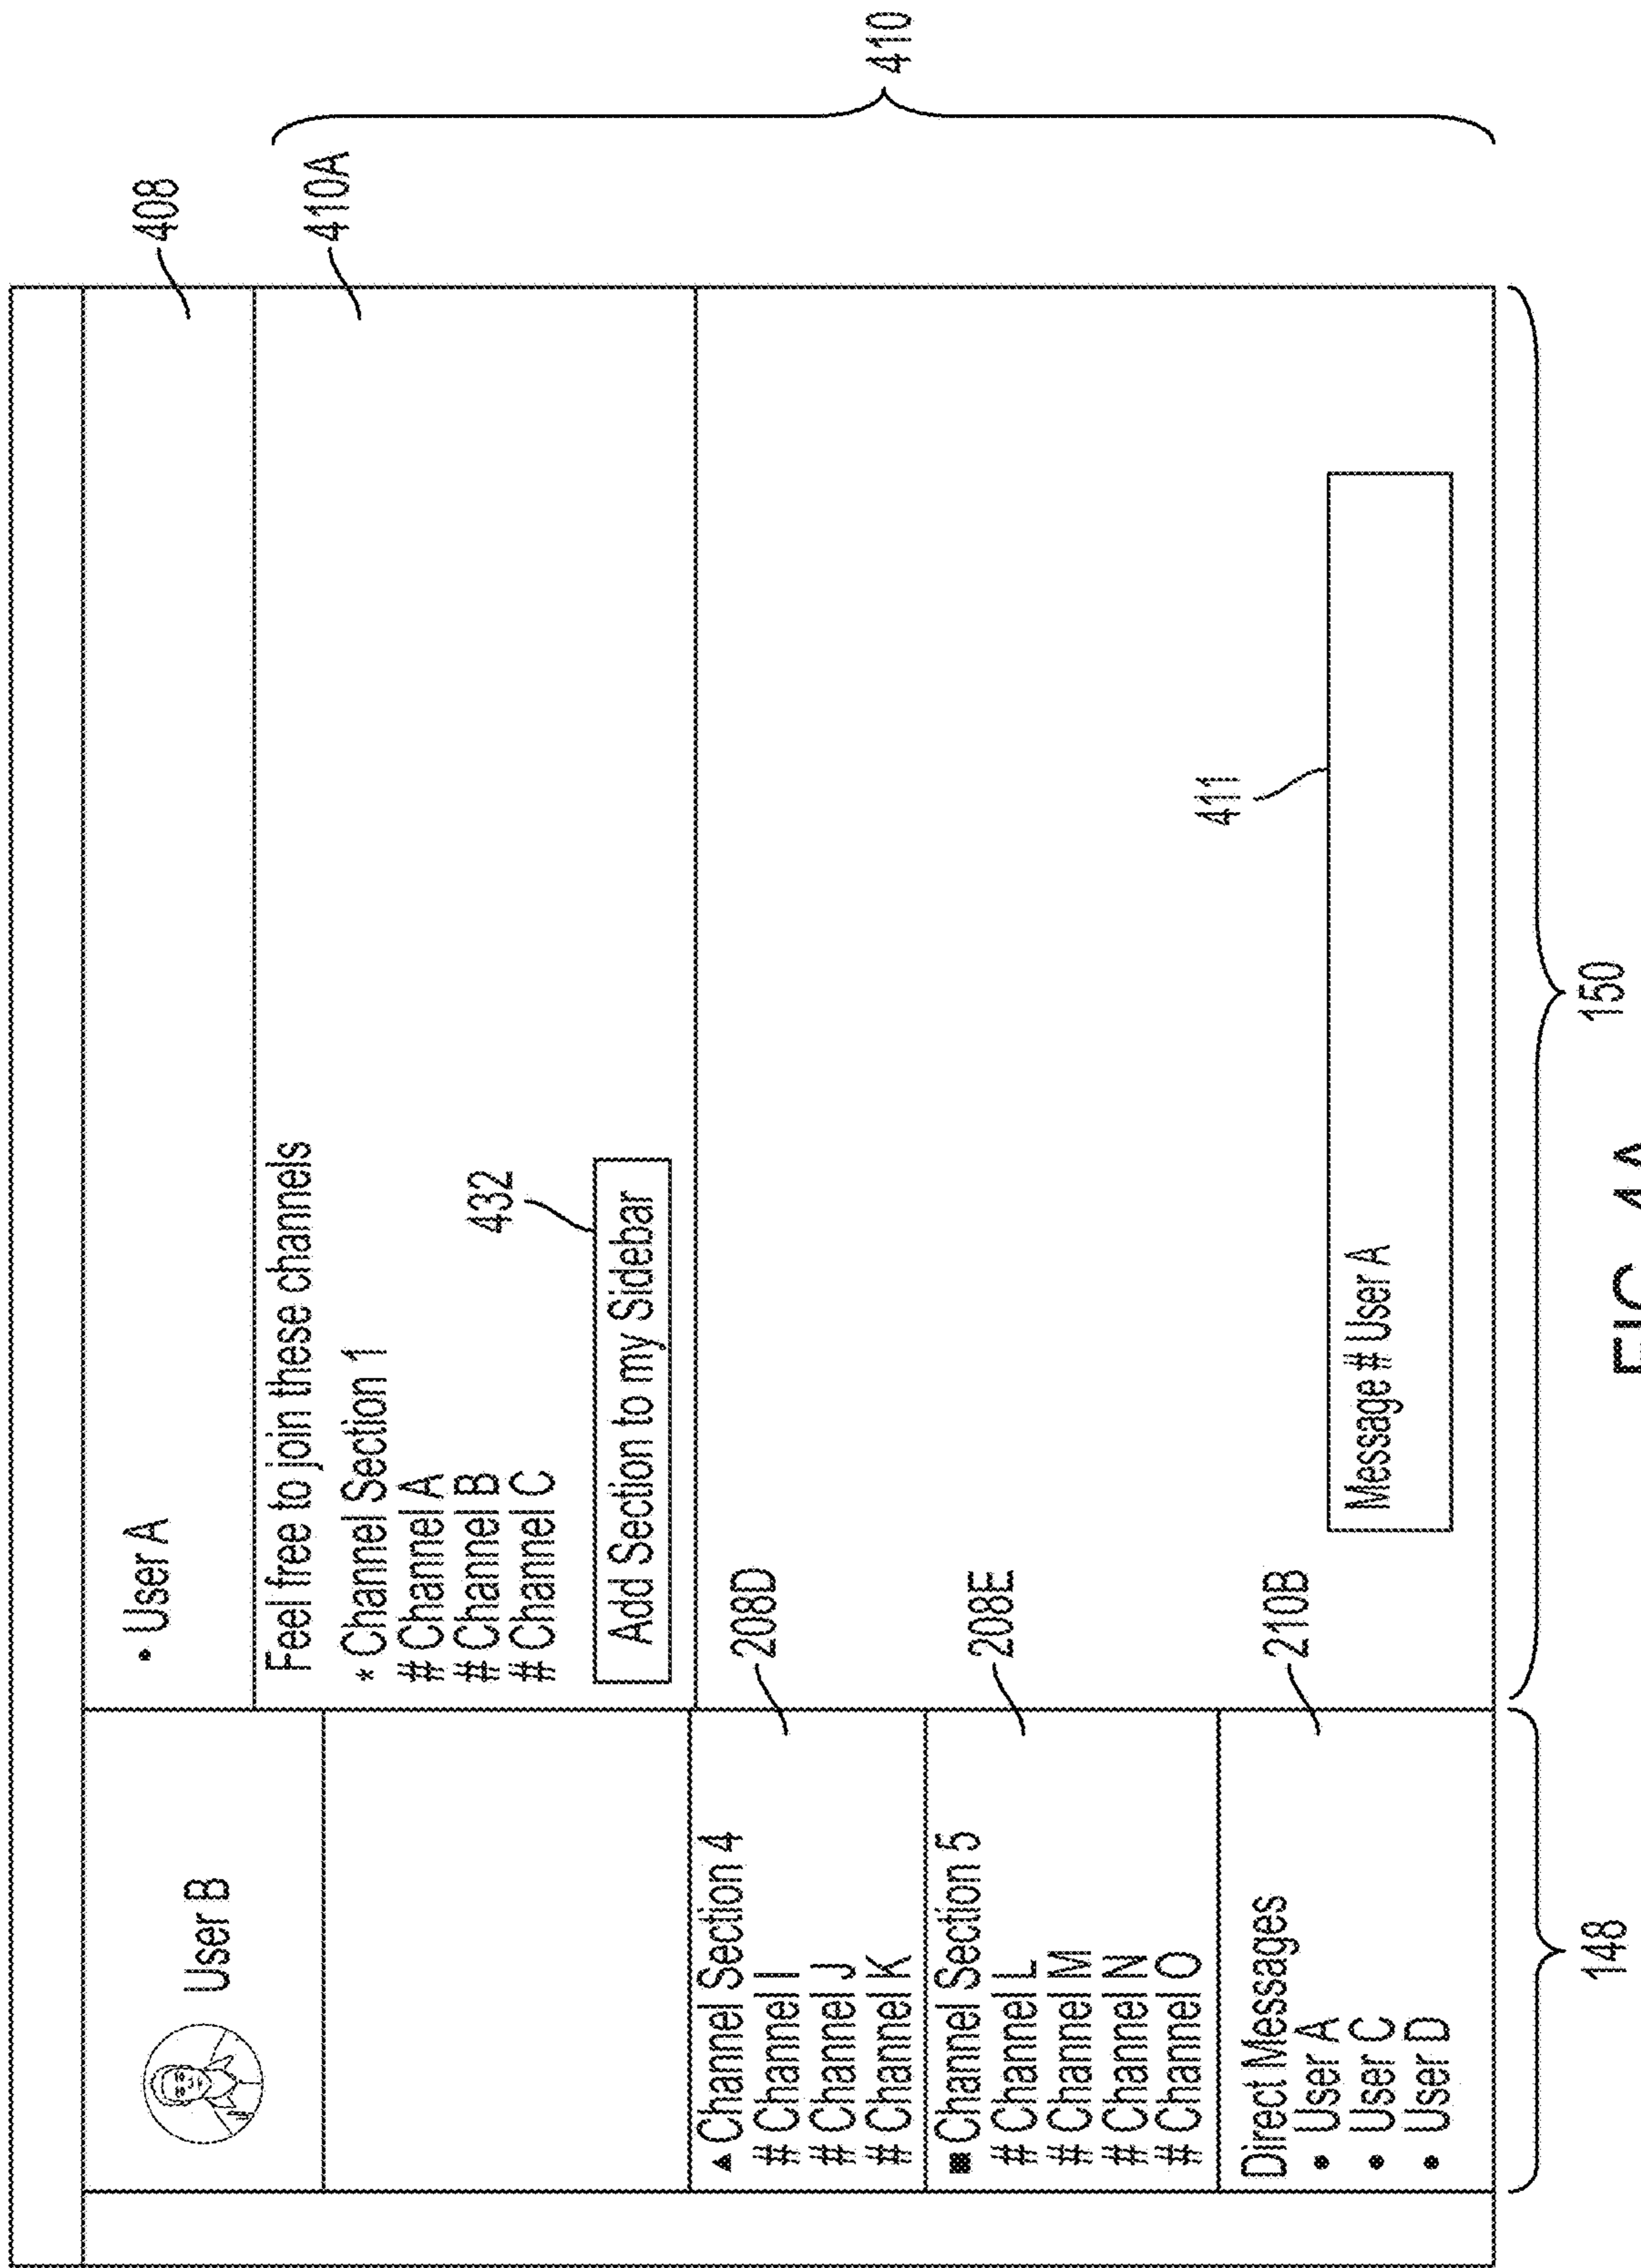 User B
▲ Channel Section 4
# Channel I
# Channel J
# Channel K
■ Channel Section 5
# Channel L
# Channel M
# Channel N
# Channel O
Direct Messages
• User A
• User C
• User D
• User A
Feel free to join these channels
* Channel Section 1
# Channel A
# Channel B
# Channel C
Add Section to my Sidebar
432
208D
208E
210B
Message # User A
411
408
410A
410
148
150
FIG. 4A